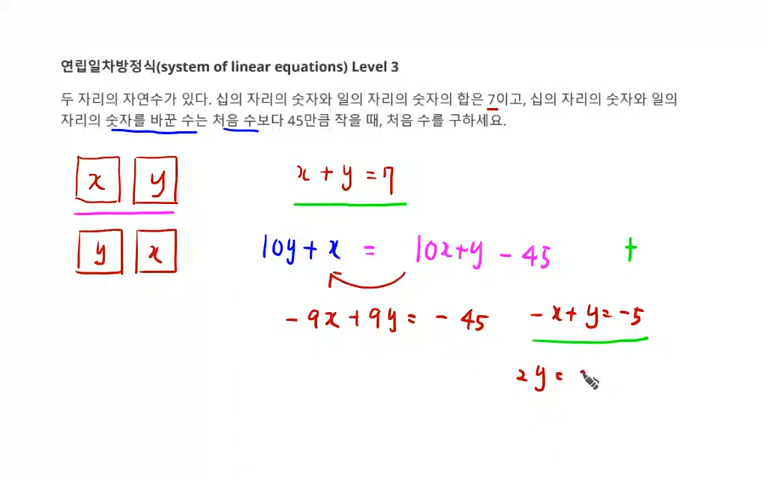 연립일차방정식(system of linear equations) Level 3
두 자리의 자연수가 있다. 십의 자리의 숫자와 일의 자리의 숫자의 합은 7이고, 십의 자리의 숫자와 일의
자리의 숫자를 바꾼 수는 처음 수보다 45만큼 작을 때, 처음 수를 구하세요.
x y x + y = 7
y x 10y + x = 10x + y - 45 +
- 9x + 9y = - 45 - x + y = - 5
2y =